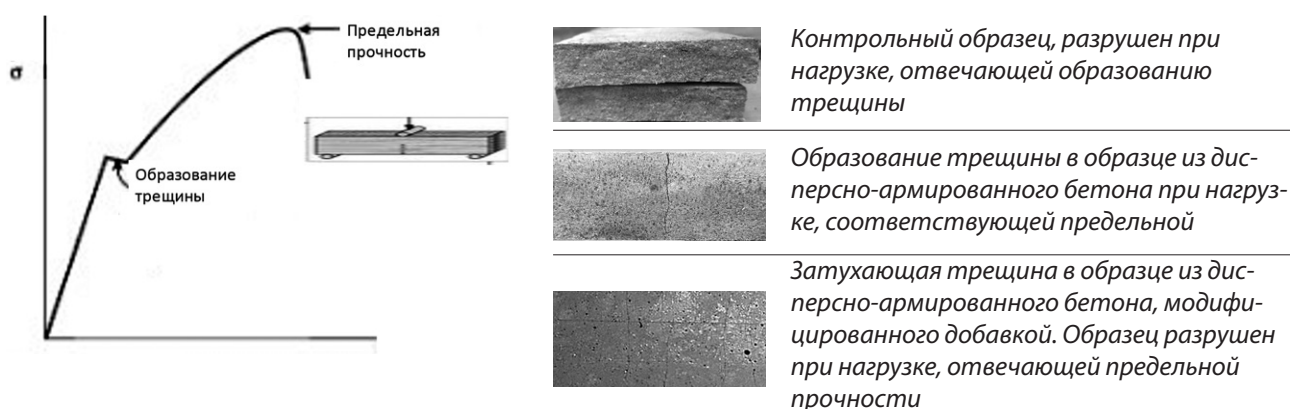 σ
Предельная
прочность
Образование
трещины
Контрольный образец, разрушен при
нагрузке, отвечающей образованию
трещины
Образование трещины в образце из дис-
персно-армированного бетона при нагруз-
ке, соответствующей предельной
Затухающая трещина в образце из дис-
персно-армированного бетона, модифи-
цированного добавкой. Образец разрушен
при нагрузке, отвечающей предельной
прочности